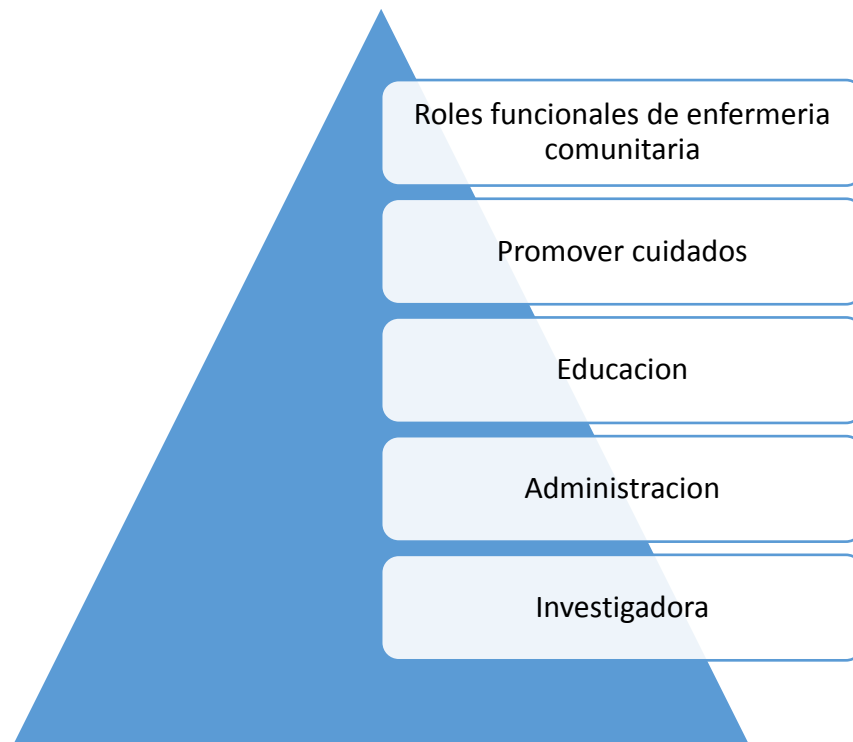 Roles funcionales de enfermeria
comunitaria
Promover cuidados
Educacion
Administracion
Investigadora